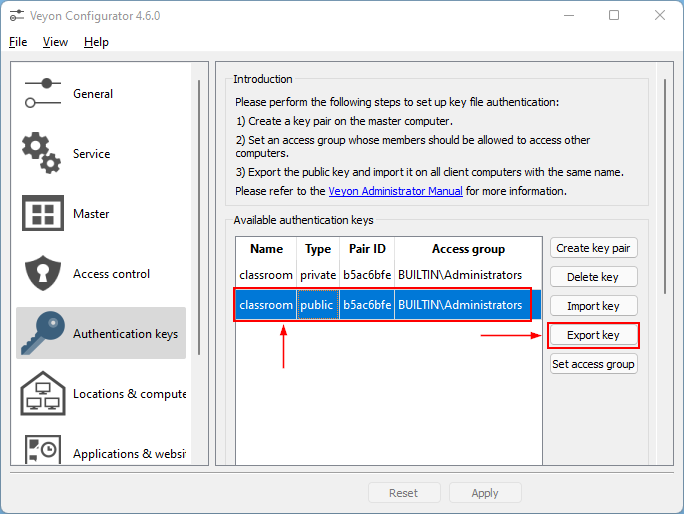 Veyon Configurator 4.6.0
File View Help
General
Service
Master
Access control
Authentication keys
Locations & compute
Applications & websi
Introduction
Please perform the following steps to set up key file authentication:
1) Create a key pair on the master computer.
2) Set an access group whose members should be allowed to access other
computers.
3) Export the public key and import it on all client computers with the same name.
Please refer to the Veyon Administrator Manual for more information.
Available authentication keys
Name Type Pair ID Access group
classroom private b5ac6bfe BUILTIN\Administrators
classroom public b5ac6bfe BUILTIN\Administrators
Create key pair
Delete key
Import key
Export key
Set access group
Reset Apply